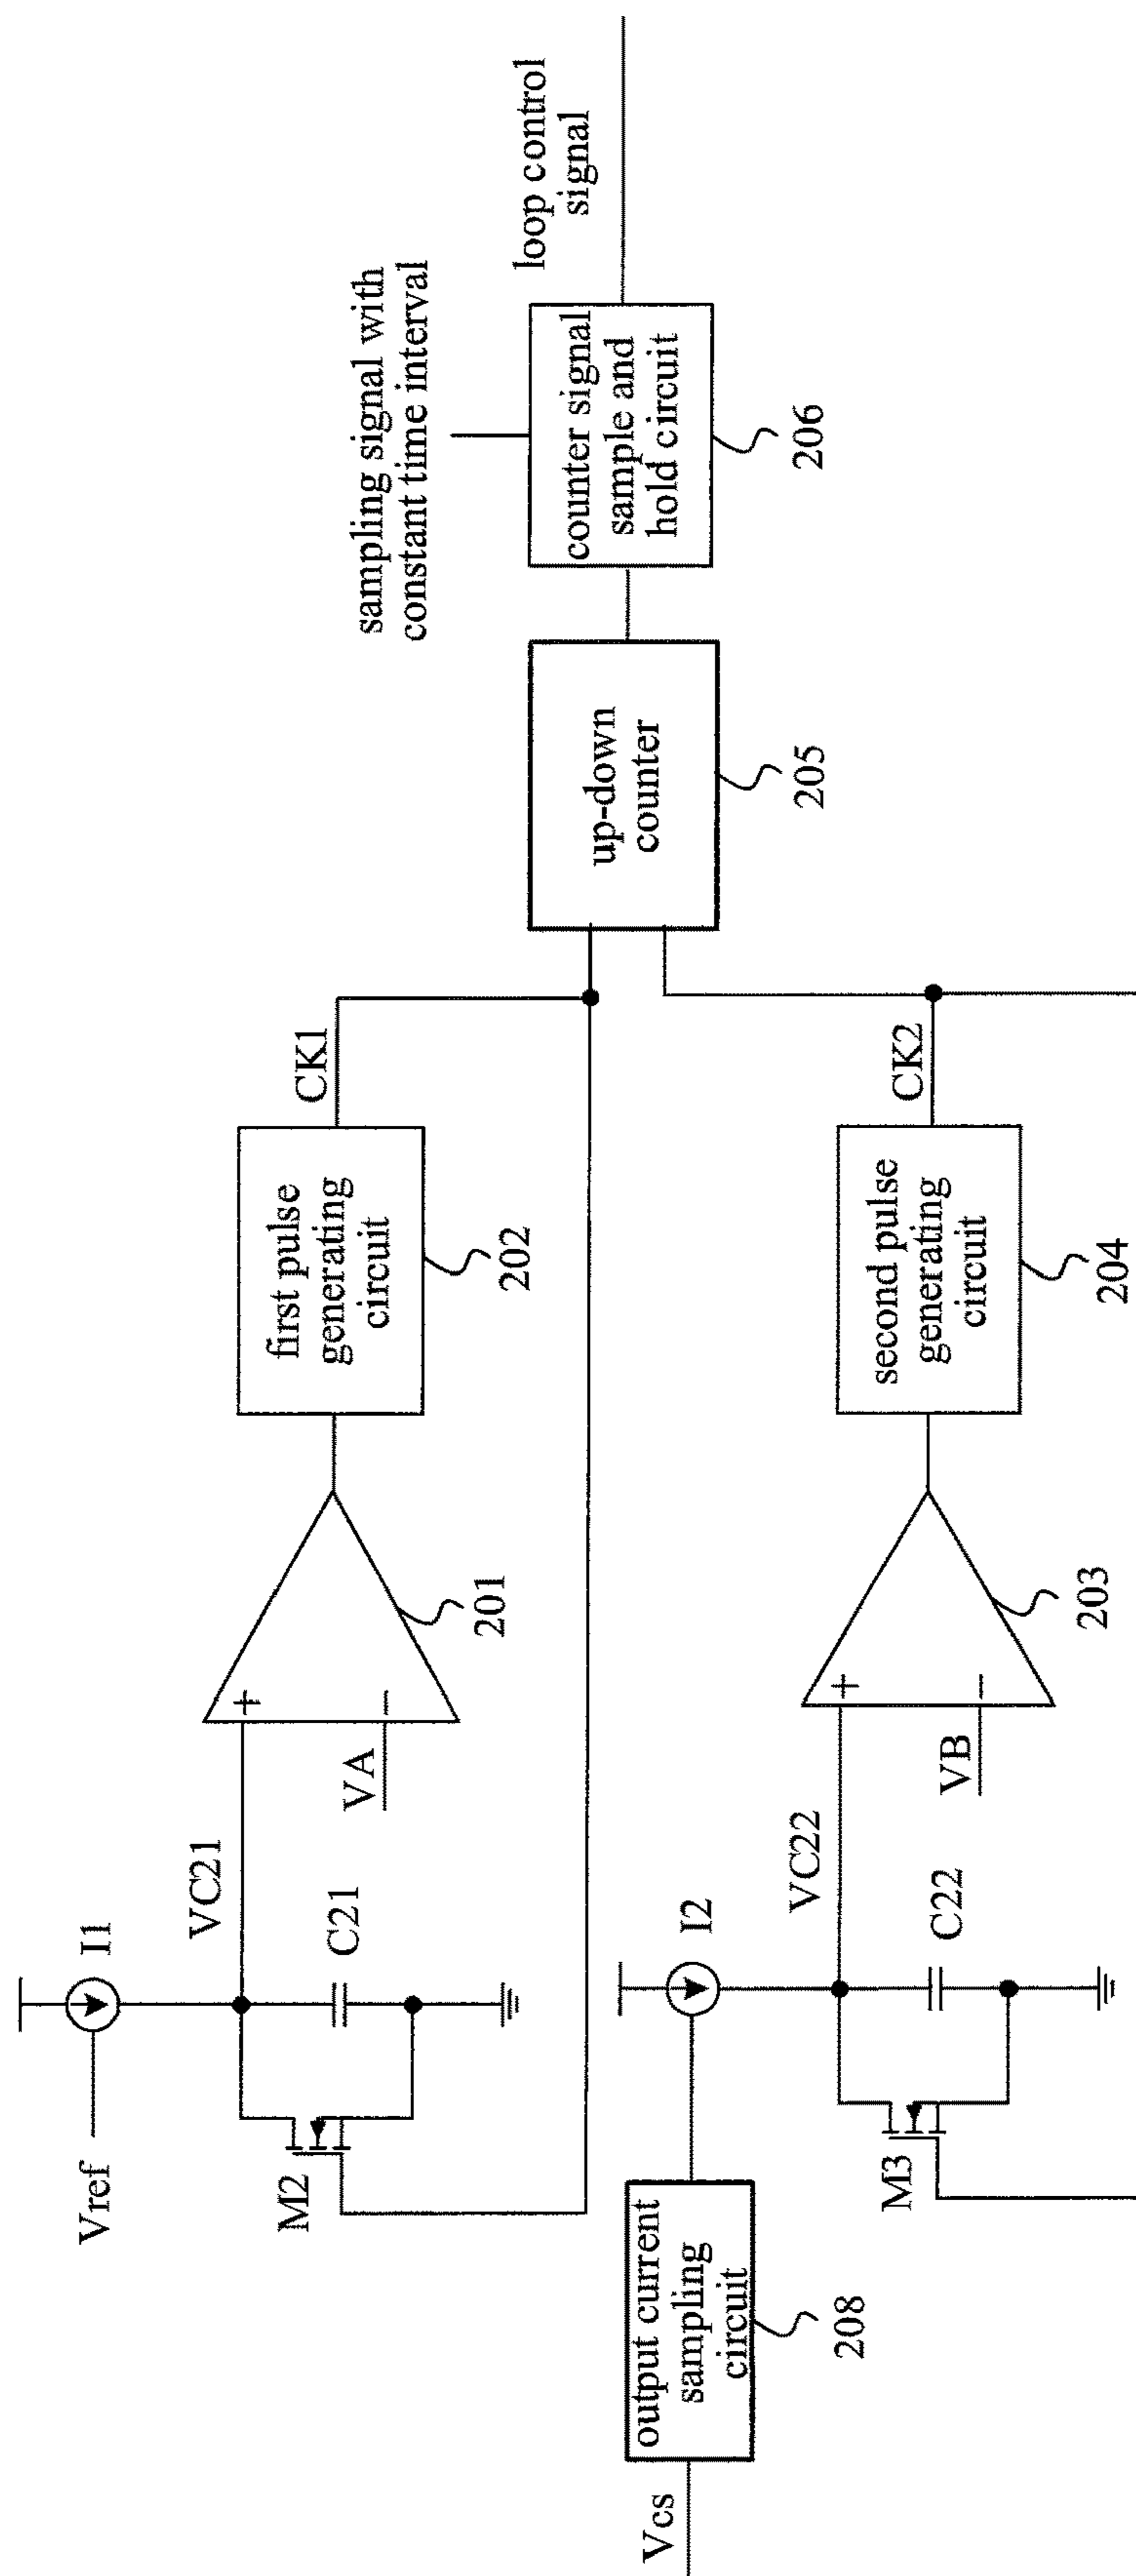 Vref
I1
VC21
C21
M2
VA
+
−
201
first pulse
generating
circuit
202
CK1
Vcs
output current
sampling
circuit
208
I2
VC22
C22
M3
VB
+
−
203
second pulse
generating
circuit
204
CK2
up-down
counter
205
sampling signal with
constant time interval
counter signal
sample and
hold circuit
206
loop control
signal